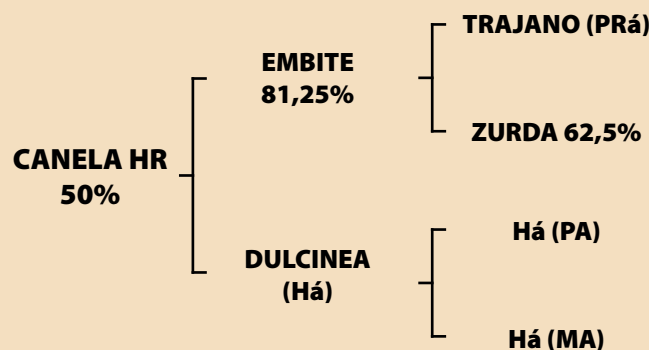 CANELA HR
50%
EMBITE
81,25%
TRAJANO (PRá)
ZURDA 62,5%
DULCINEA
(Há)
Há (PA)
Há (MA)